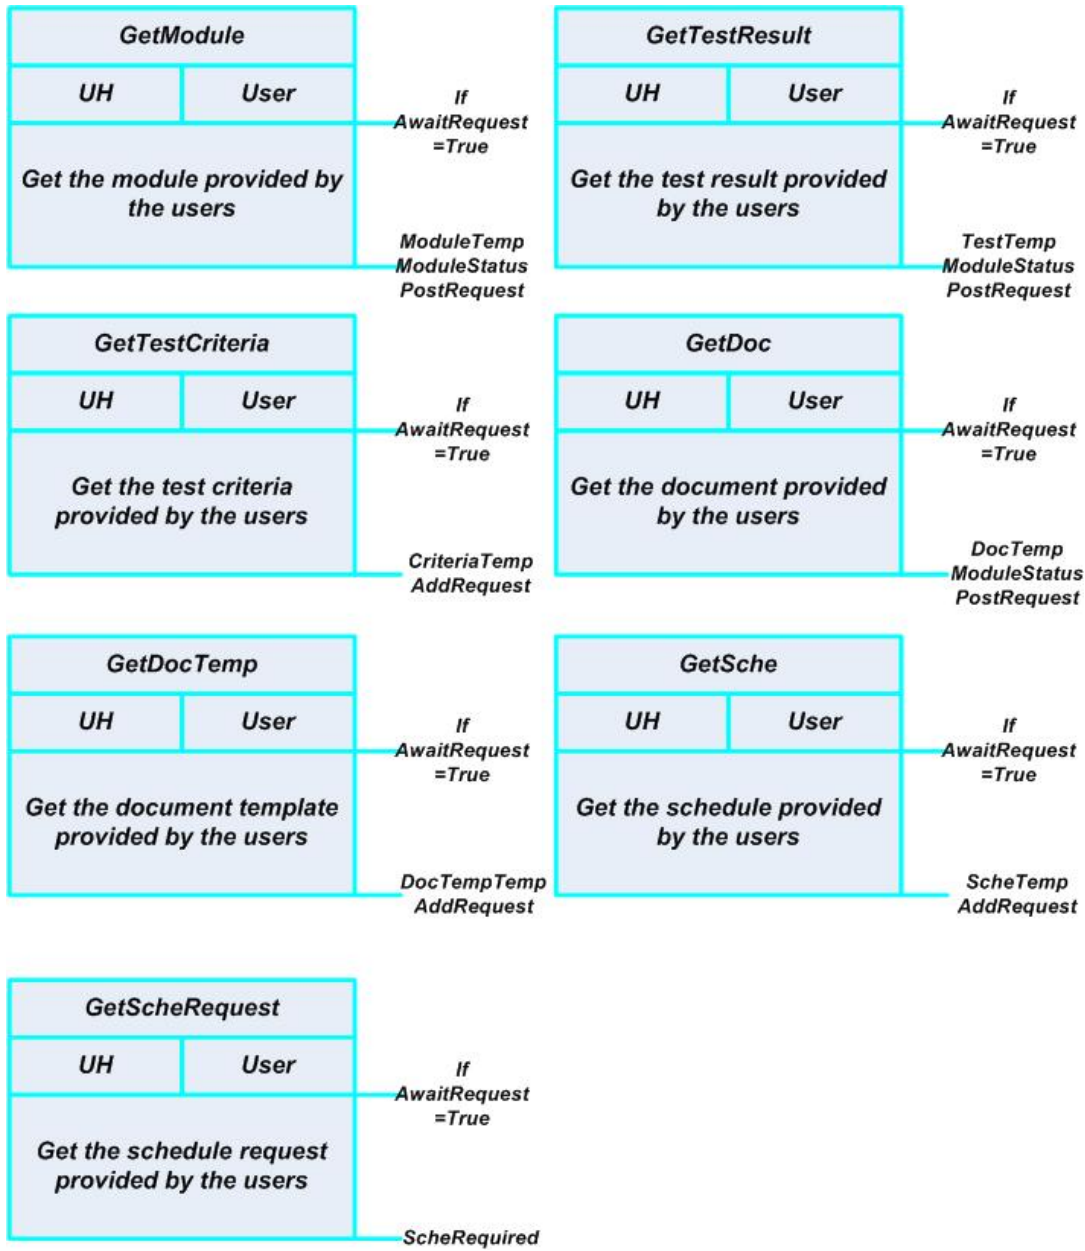 GetModule
UH
User
If
AwaitRequest
=True
Get the module provided by
the users
ModuleTemp
ModuleStatus
PostRequest
GetTestResult
UH
User
If
AwaitRequest
=True
Get the test result provided
by the users
TestTemp
ModuleStatus
PostRequest
GetTestCriteria
UH
User
If
AwaitRequest
=True
Get the test criteria
provided by the users
CriteriaTemp
AddRequest
GetDoc
UH
User
If
AwaitRequest
=True
Get the document provided
by the users
DocTemp
ModuleStatus
PostRequest
GetDocTemp
UH
User
If
AwaitRequest
=True
Get the document template
provided by the users
DocTempTemp
AddRequest
GetSche
UH
User
If
AwaitRequest
=True
Get the schedule provided
by the users
ScheTemp
AddRequest
GetScheRequest
UH
User
If
AwaitRequest
=True
Get the schedule request
provided by the users
ScheRequired